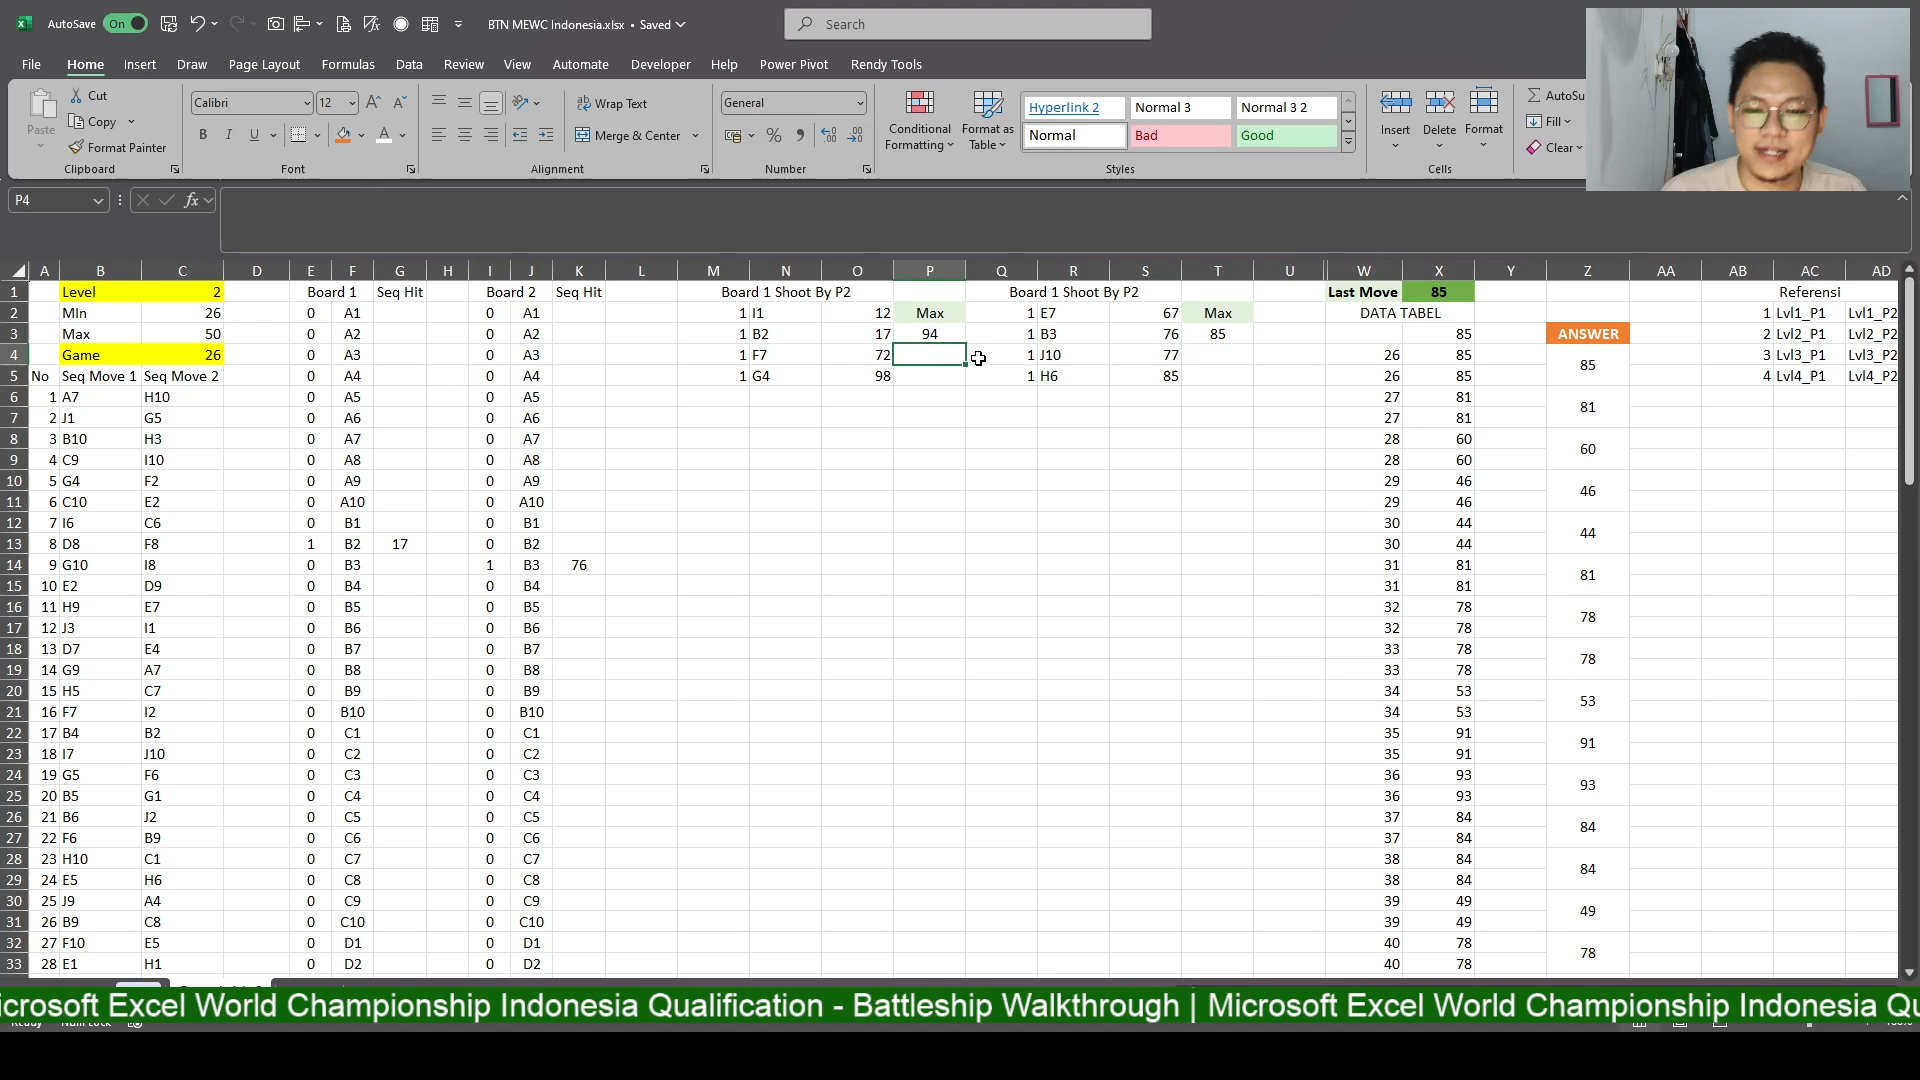 AutoSave On BTN MEWC Indonesia.xlsx • Saved Search
File Home Insert Draw Page Layout Formulas Data Review View Automate Developer Help Power Pivot Rendy Tools
Paste Cut Copy Format Painter Clipboard
Calibri 12 B I U A Font
Wrap Text Merge & Center Alignment
General % Number
Conditional Formatting Format as Table
Hyperlink 2 Normal 3 Normal 3 2
Normal Bad Good Styles
Insert Delete Format Cells
AutoSu
Fill
Clear
P4 fx
A B C D E F G H I J K L M N O P Q R S T U W X Y Z AA AB AC AD
1 Level 2 Board 1 Seq Hit Board 2 Seq Hit Board 1 Shoot By P2 Board 1 Shoot By P2 Last Move 85 Referensi
2 MIn 26 0 A1 0 A1 1 I1 12 Max 1 E7 67 Max DATA TABEL 1 Lvl1_P1 Lvl1_P2
3 Max 50 0 A2 0 A2 1 B2 17 94 1 B3 76 85 85 ANSWER 2 Lvl2_P1 Lvl2_P2
4 Game 26 0 A3 0 A3 1 F7 72 1 J10 77 26 85 85 3 Lvl3_P1 Lvl3_P2
5 No Seq Move 1 Seq Move 2 0 A4 0 A4 1 G4 98 1 H6 85 26 85 4 Lvl4_P1 Lvl4_P2
6 1 A7 H10 0 A5 0 A5 27 81 81
7 2 J1 G5 0 A6 0 A6 27 81
8 3 B10 H3 0 A7 0 A7 28 60 60
9 4 C9 I10 0 A8 0 A8 28 60
10 5 G4 F2 0 A9 0 A9 29 46 46
11 6 C10 E2 0 A10 0 A10 29 46
12 7 I6 C6 0 B1 0 B1 30 44 44
13 8 D8 F8 1 B2 17 0 B2 30 44
14 9 G10 I8 0 B3 1 B3 76 31 81 81
15 10 E2 D9 0 B4 0 B4 31 81
16 11 H9 E7 0 B5 0 B5 32 78 78
17 12 J3 I1 0 B6 0 B6 32 78
18 13 D7 E4 0 B7 0 B7 33 78 78
19 14 G9 A7 0 B8 0 B8 33 78
20 15 H5 C7 0 B9 0 B9 34 53 53
21 16 F7 I2 0 B10 0 B10 34 53
22 17 B4 B2 0 C1 0 C1 35 91 91
23 18 I7 J10 0 C2 0 C2 35 91
24 19 G5 F6 0 C3 0 C3 36 93 93
25 20 B5 G1 0 C4 0 C4 36 93
26 21 B6 J2 0 C5 0 C5 37 84 84
27 22 F6 B9 0 C6 0 C6 37 84
28 23 H10 C1 0 C7 0 C7 38 84 84
29 24 E5 H6 0 C8 0 C8 38 84
30 25 J9 A4 0 C9 0 C9 39 49 49
31 26 B9 C8 0 C10 0 C10 39 49
32 27 F10 E5 0 D1 0 D1 40 78 78
33 28 E1 H1 0 D2 0 D2 40 78
icrosoft Excel World Championship Indonesia Qualification - Battleship Walkthrough | Microsoft Excel World Championship Indonesia Qu